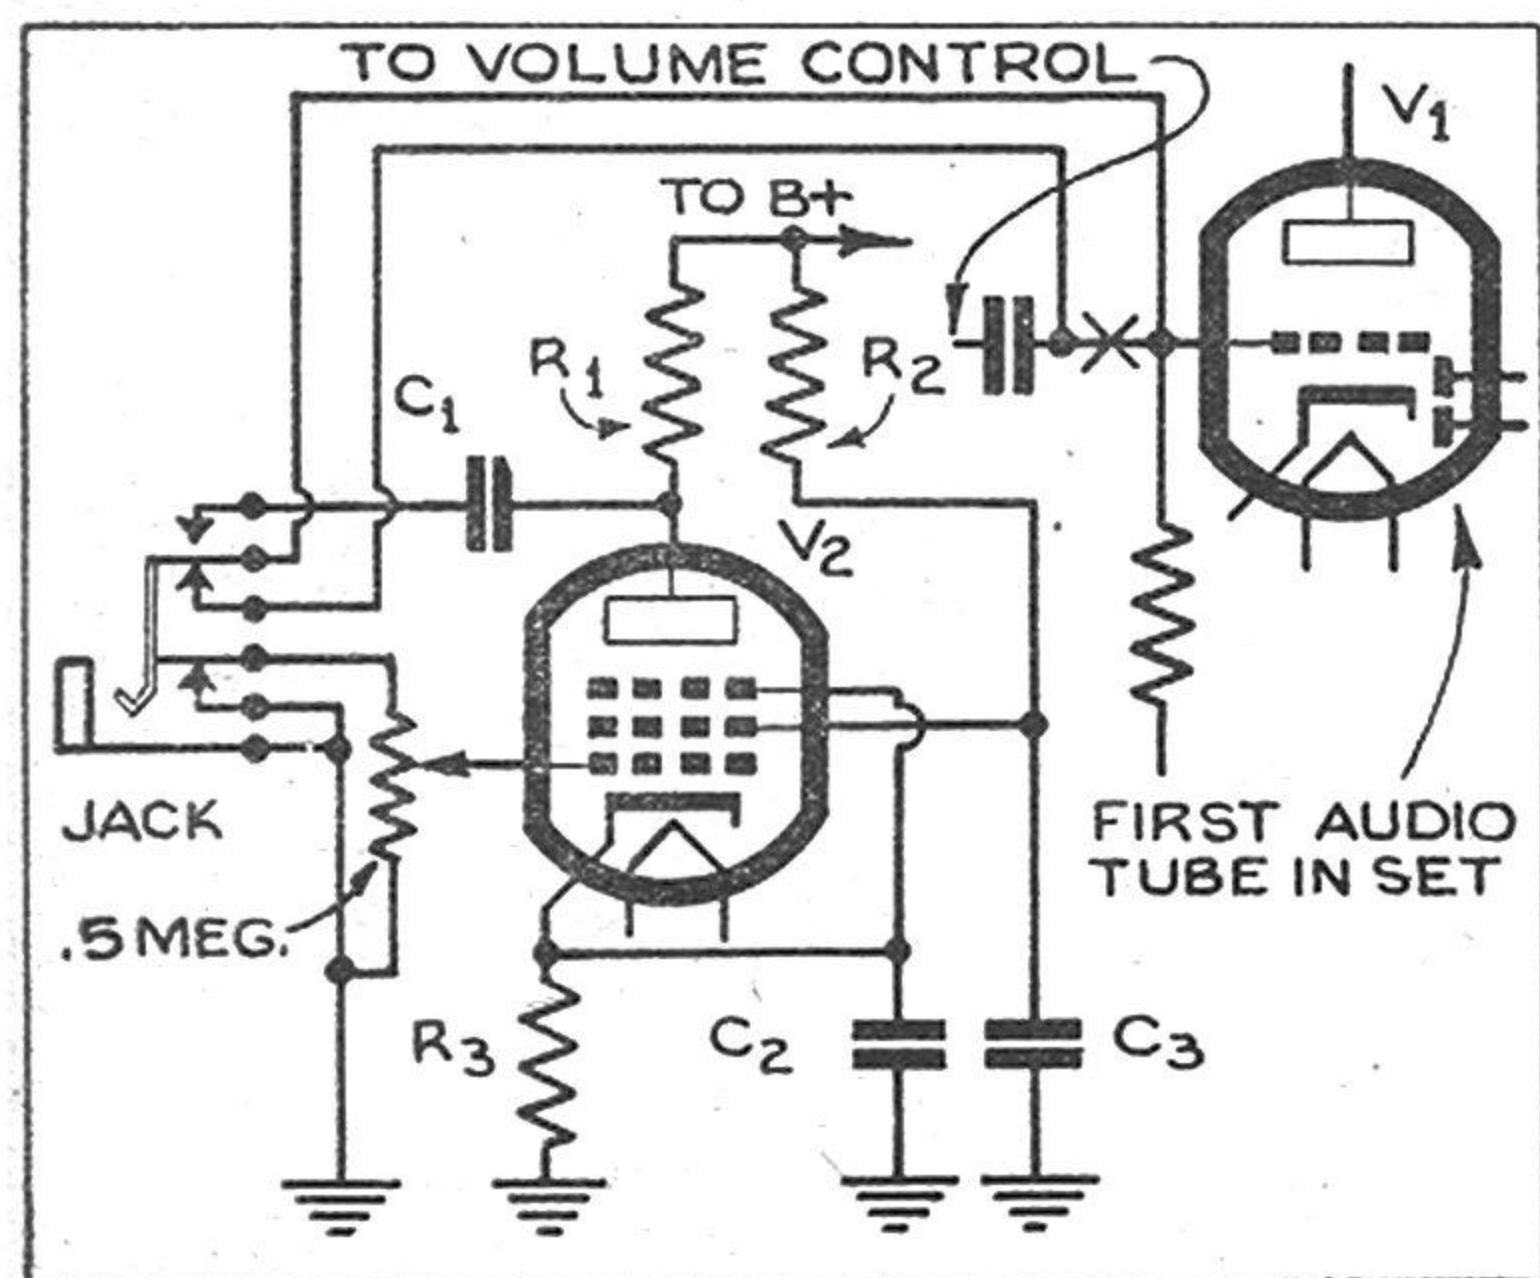 TO VOLUME CONTROL
V1
TO B+
R1
R2
C1
V2
JACK
FIRST AUDIO
TUBE IN SET
.5 MEG.
R3
C2
C3